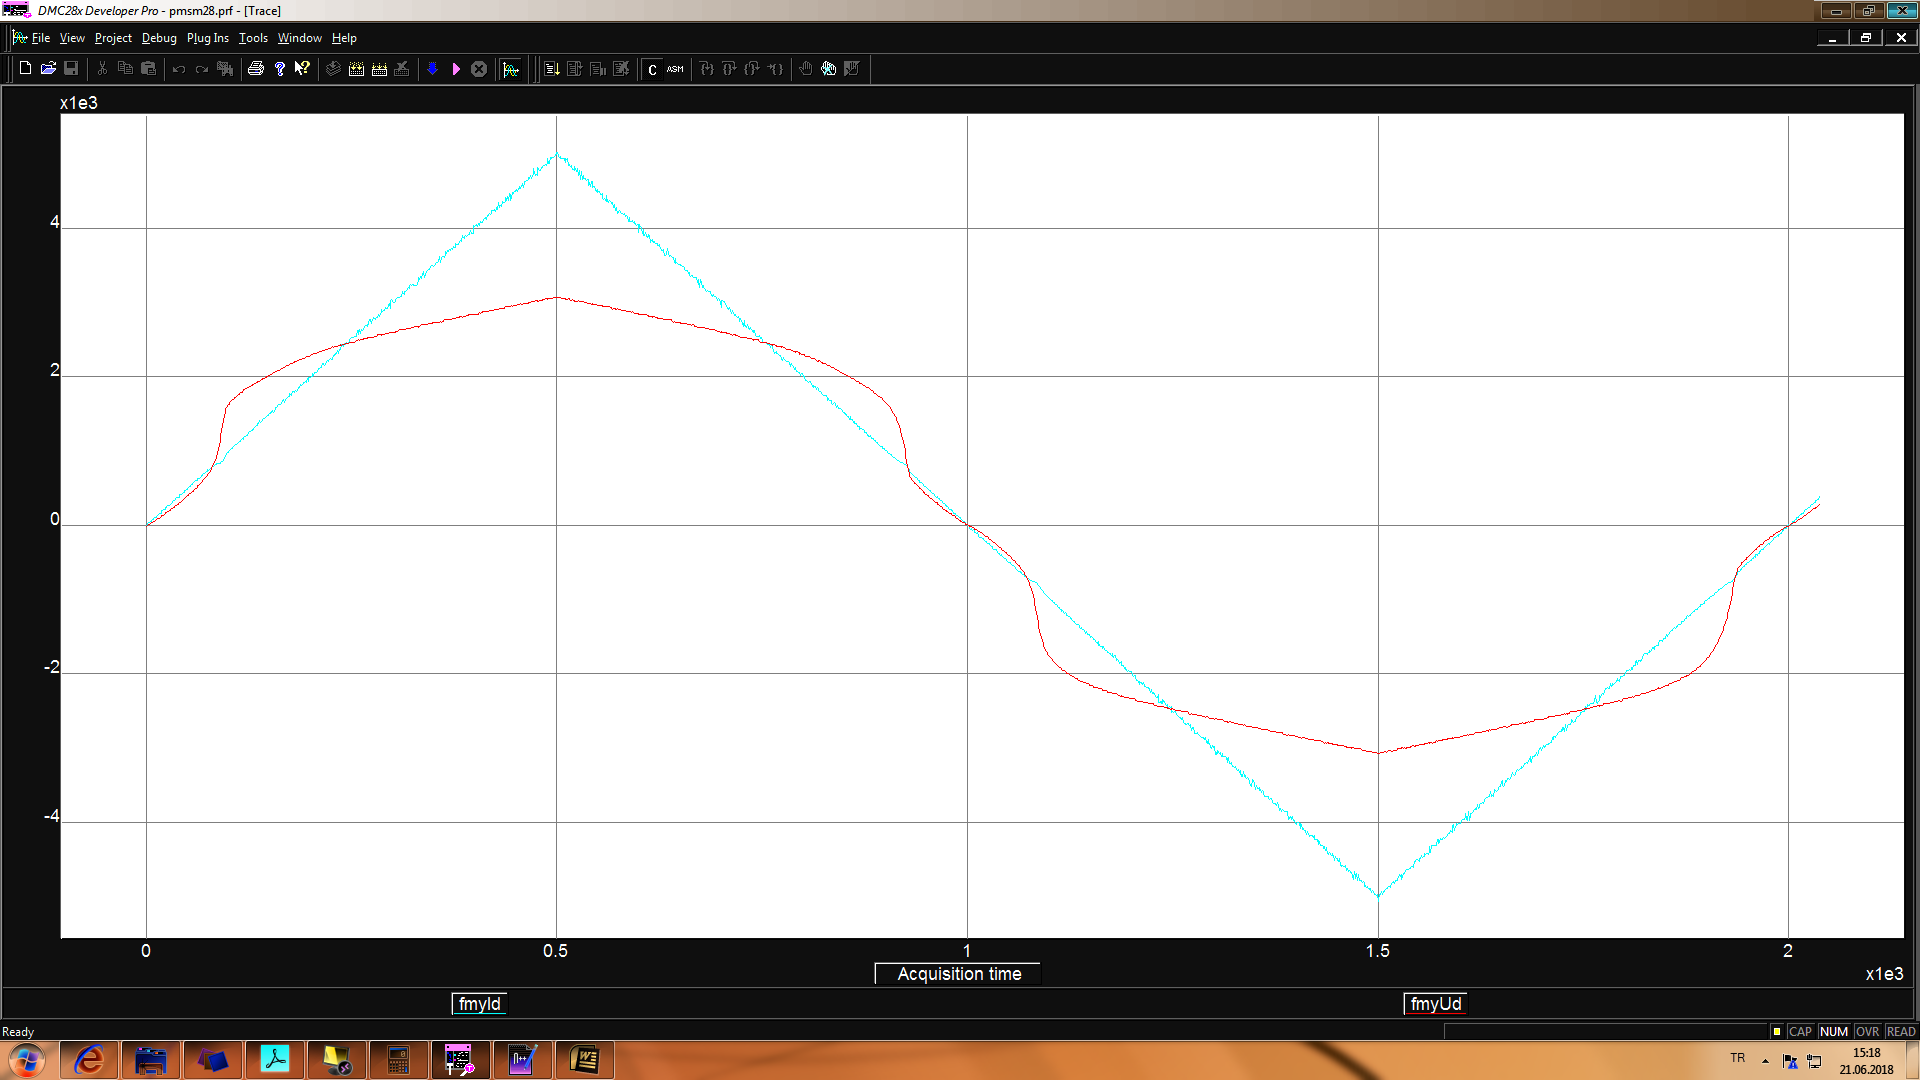 DMC28x Developer Pro - pmsm28.prf - [Trace]
File View Project Debug Plug Ins Tools Window Help
C ASM
x1e3
4
2
0
-2
-4
0 0.5 1 1.5 2
Acquisition time x1e3
fmyId fmyUd
Ready CAP NUM OVR READ
TR 15:18
21.06.2018